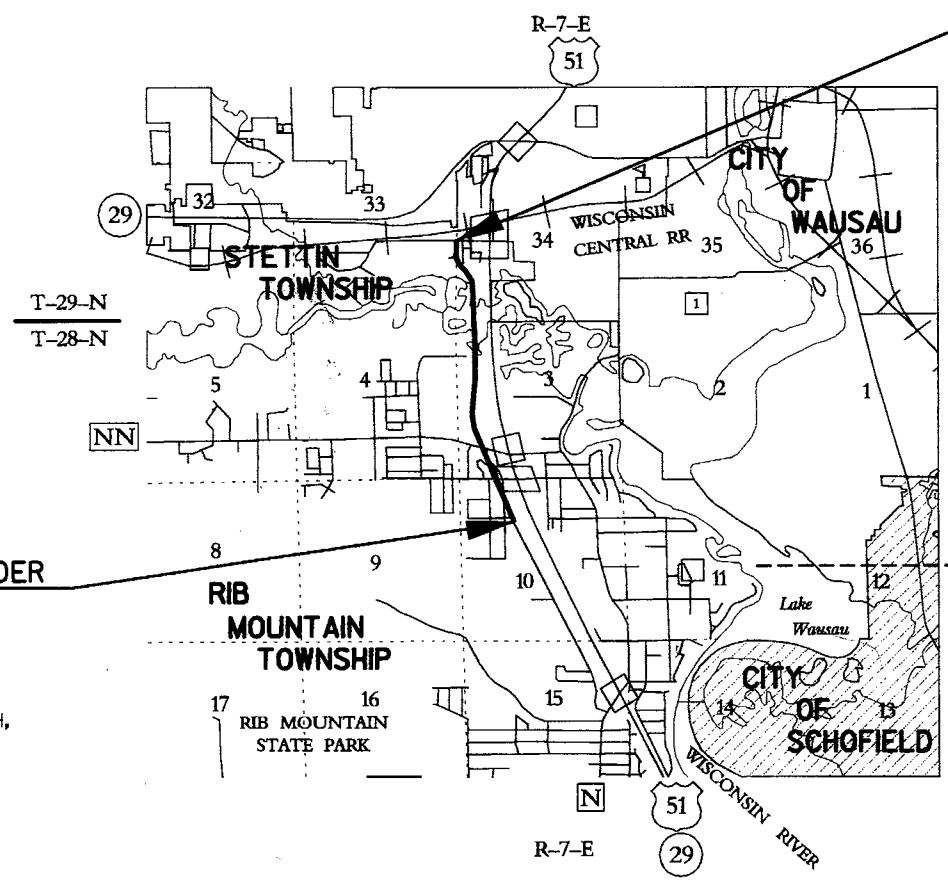 R-7-E
51
CITY
OF
WAUSAU
32
33
29
34
WISCONSIN
CENTRAL RR
35
36
STETTIN
TOWNSHIP
T-29-N
T-28-N
1
5
4
3
2
1
NN
8
9
10
11
12
DER
RIB
MOUNTAIN
TOWNSHIP
Lake
Wausau
CITY
OF
SCHOFIELD
17
16
15
14
13
H,
RIB MOUNTAIN
STATE PARK
WISCONSIN RIVER
N
51
R-7-E
29